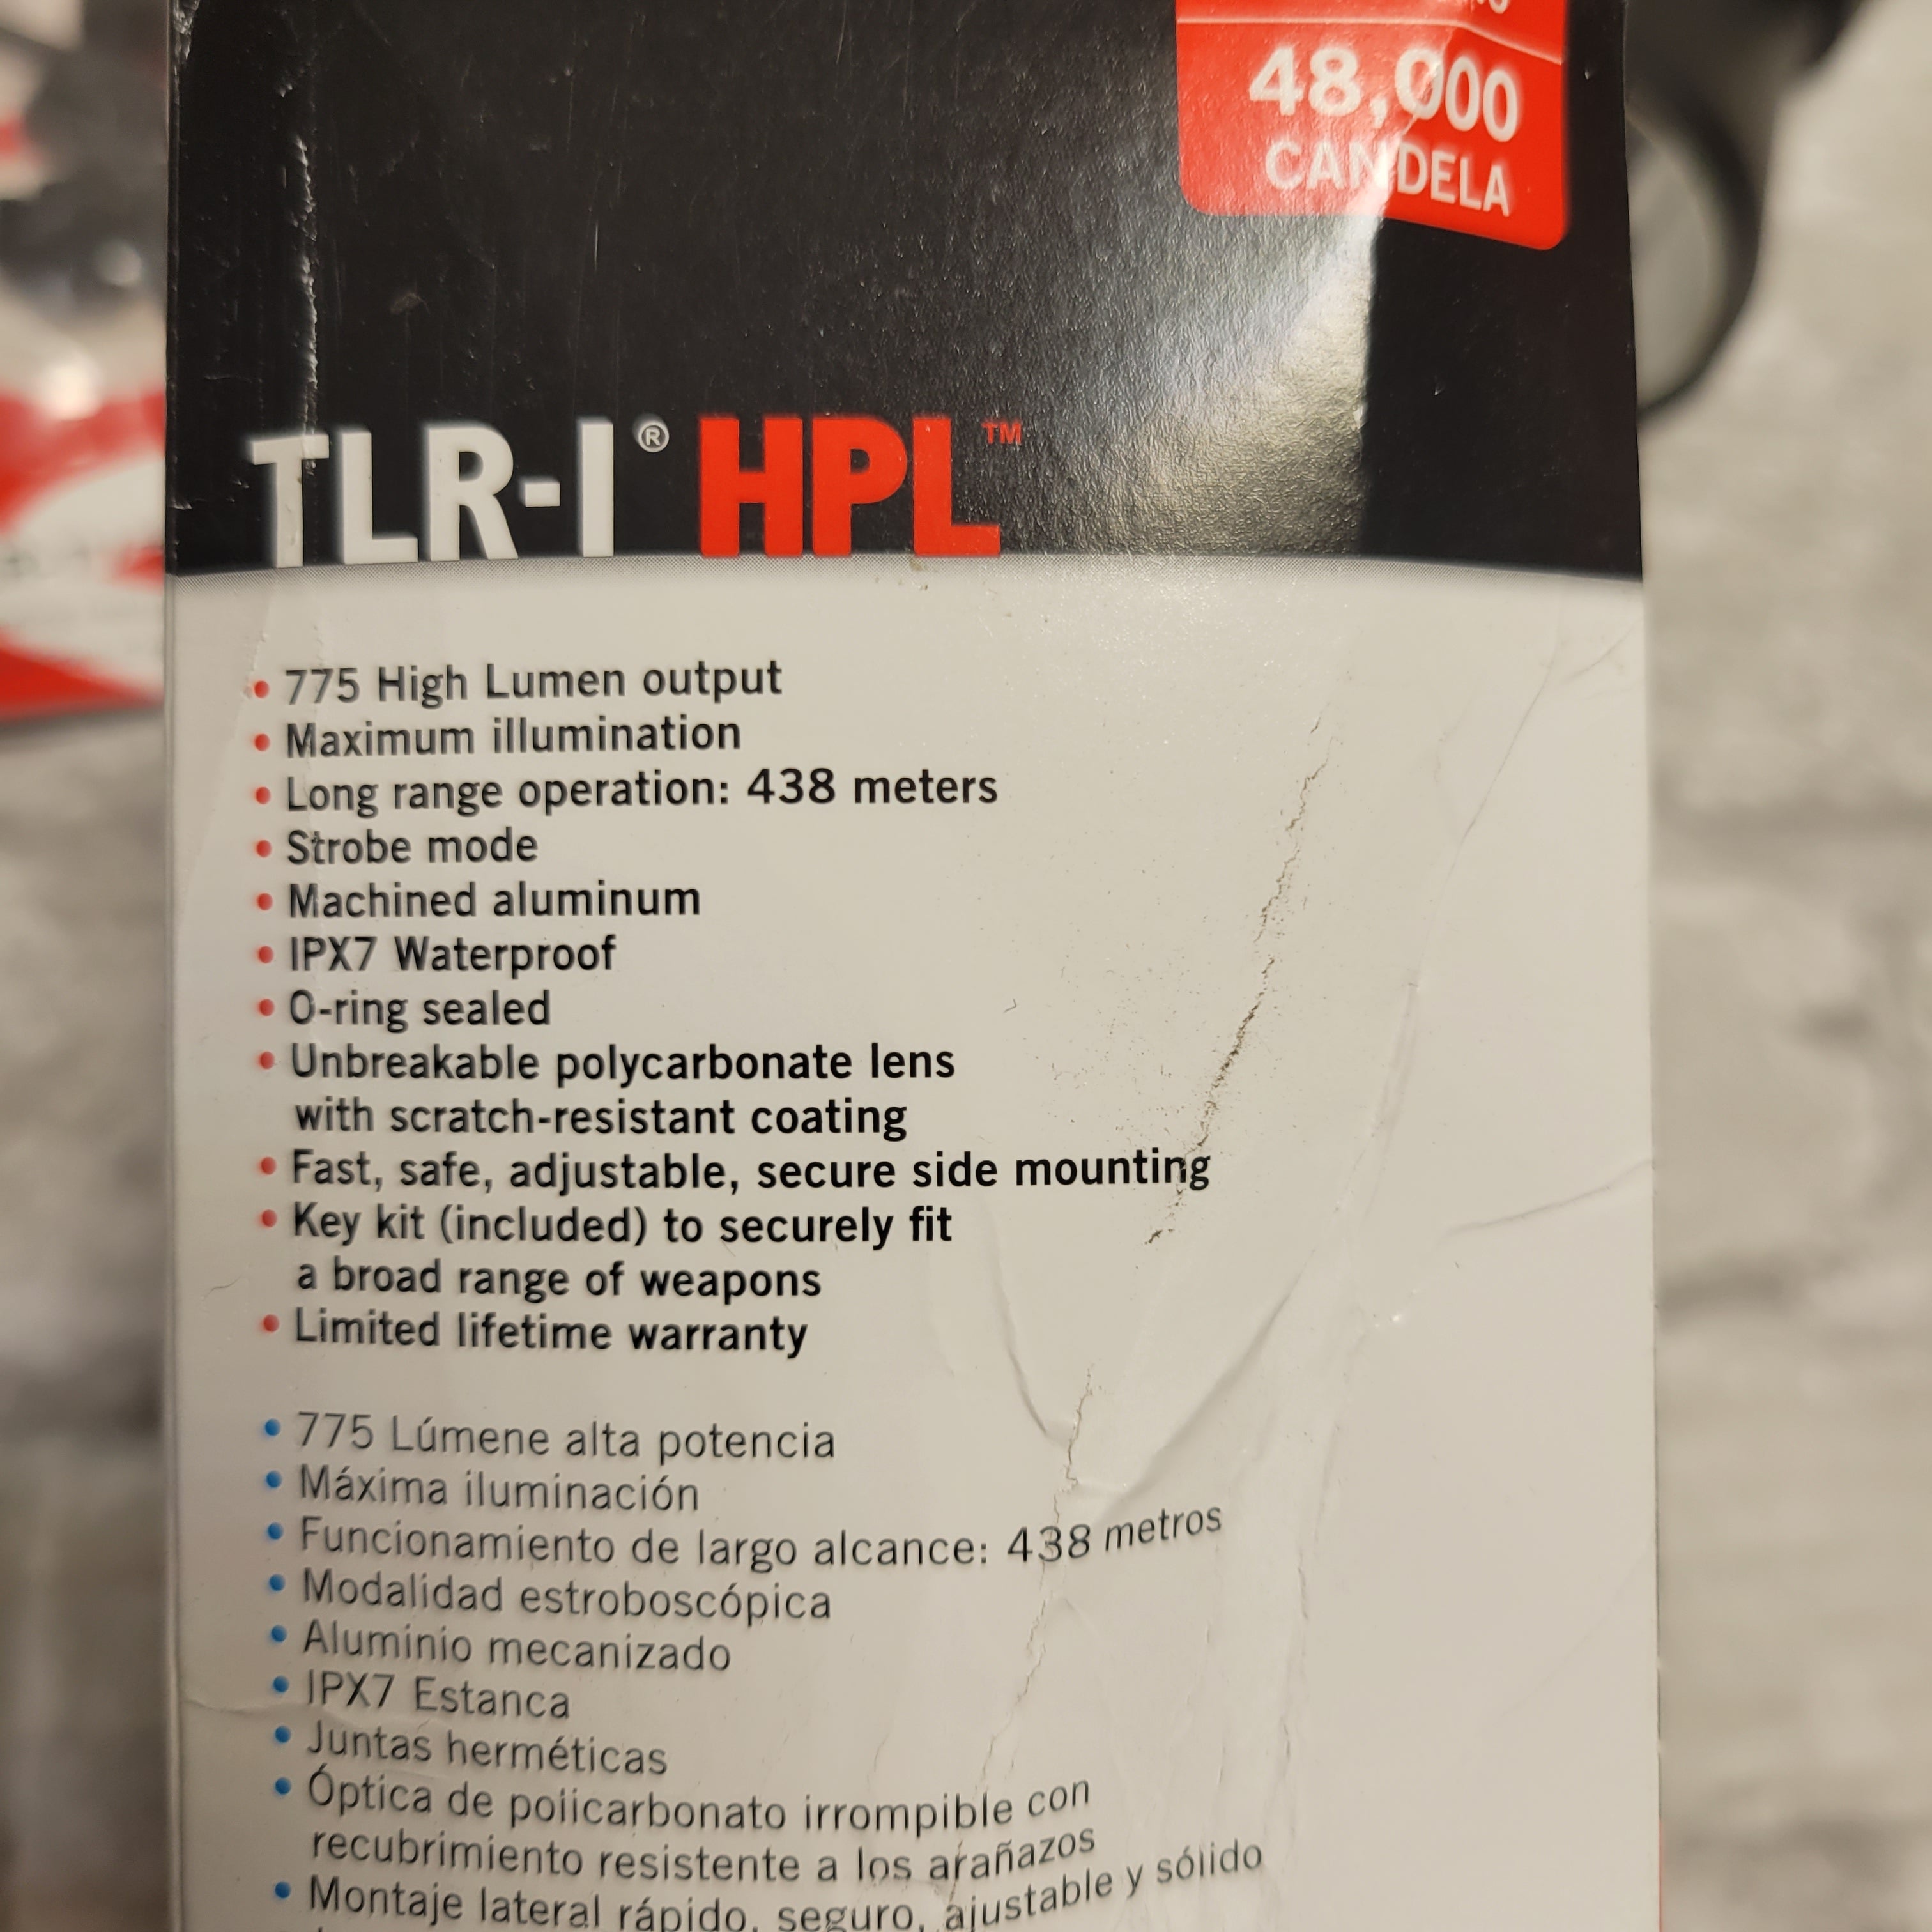 48,000
CANDELA
TLR-1® HPL™
• 775 High Lumen output
• Maximum illumination
• Long range operation: 438 meters
• Strobe mode
• Machined aluminum
• IPX7 Waterproof
• O-ring sealed
• Unbreakable polycarbonate lens
with scratch-resistant coating
• Fast, safe, adjustable, secure side mounting
• Key kit (included) to securely fit
a broad range of weapons
• Limited lifetime warranty
• 775 Lúmene alta potencia
• Máxima iluminación
• Funcionamiento de largo alcance: 438 metros
• Modalidad estroboscópica
• Aluminio mecanizado
• IPX7 Estanca
• Juntas herméticas
• Óptica de policarbonato irrompible con
recubrimiento resistente a los arañazos
• Montaje lateral rápido, seguro, ajustable y sólido